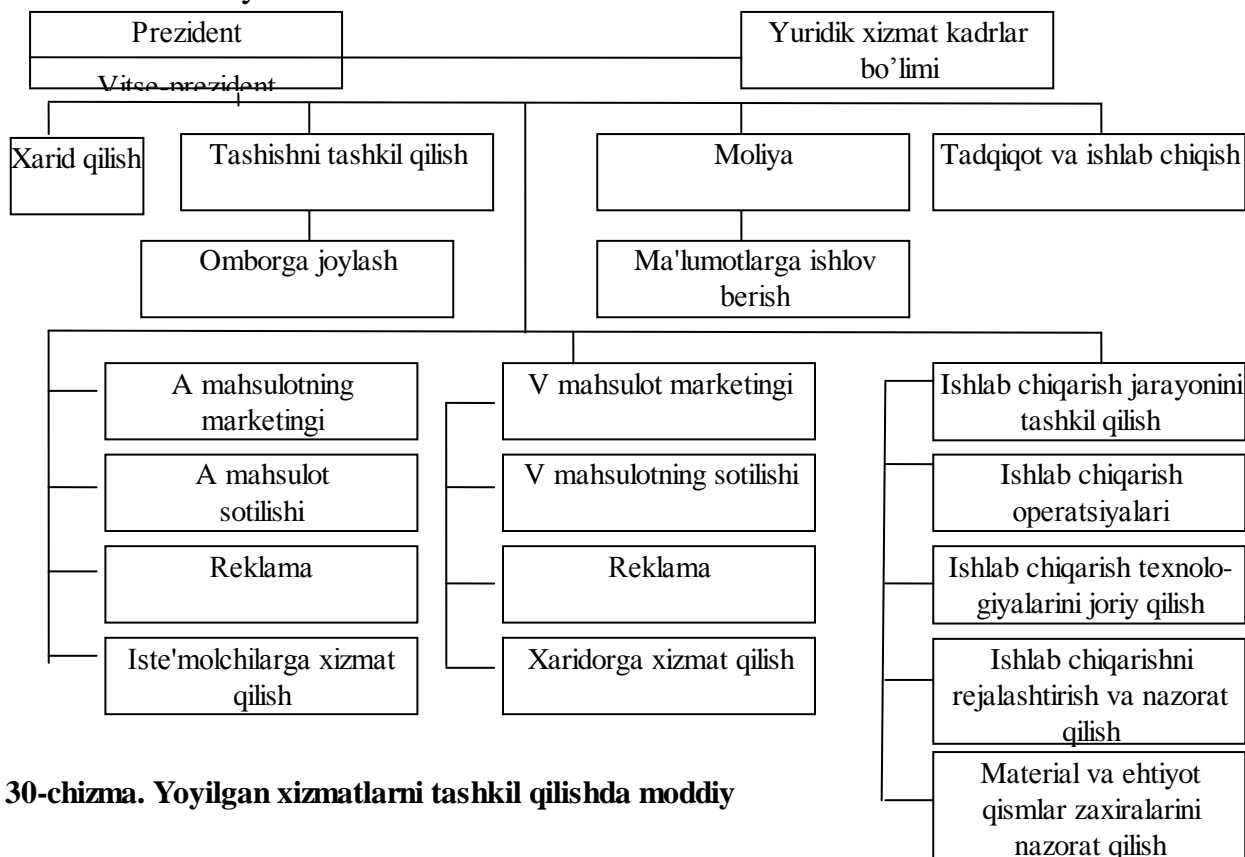 Prezident
Vitse-prezident
Yuridik xizmat kadrlar
bo’limi
Xarid qilish
Tashishni tashkil qilish
Moliya
Tadqiqot va ishlab chiqish
Omborga joylash
Ma'lumotlarga ishlov
berish
A mahsulotning
marketingi
A mahsulot
sotilishi
Reklama
Iste'molchilarga xizmat
qilish
V mahsulot marketingi
V mahsulotning sotilishi
Reklama
Xaridorga xizmat qilish
Ishlab chiqarish jarayonini
tashkil qilish
Ishlab chiqarish
operatsiyalari
Ishlab chiqarish texnolo-
giyalarini joriy qilish
Ishlab chiqarishni
rejalashtirish va nazorat
qilish
Material va ehtiyot
qismlar zaxiralarini
nazorat qilish
30-chizma. Yoyilgan xizmatlarni tashkil qilishda moddiy